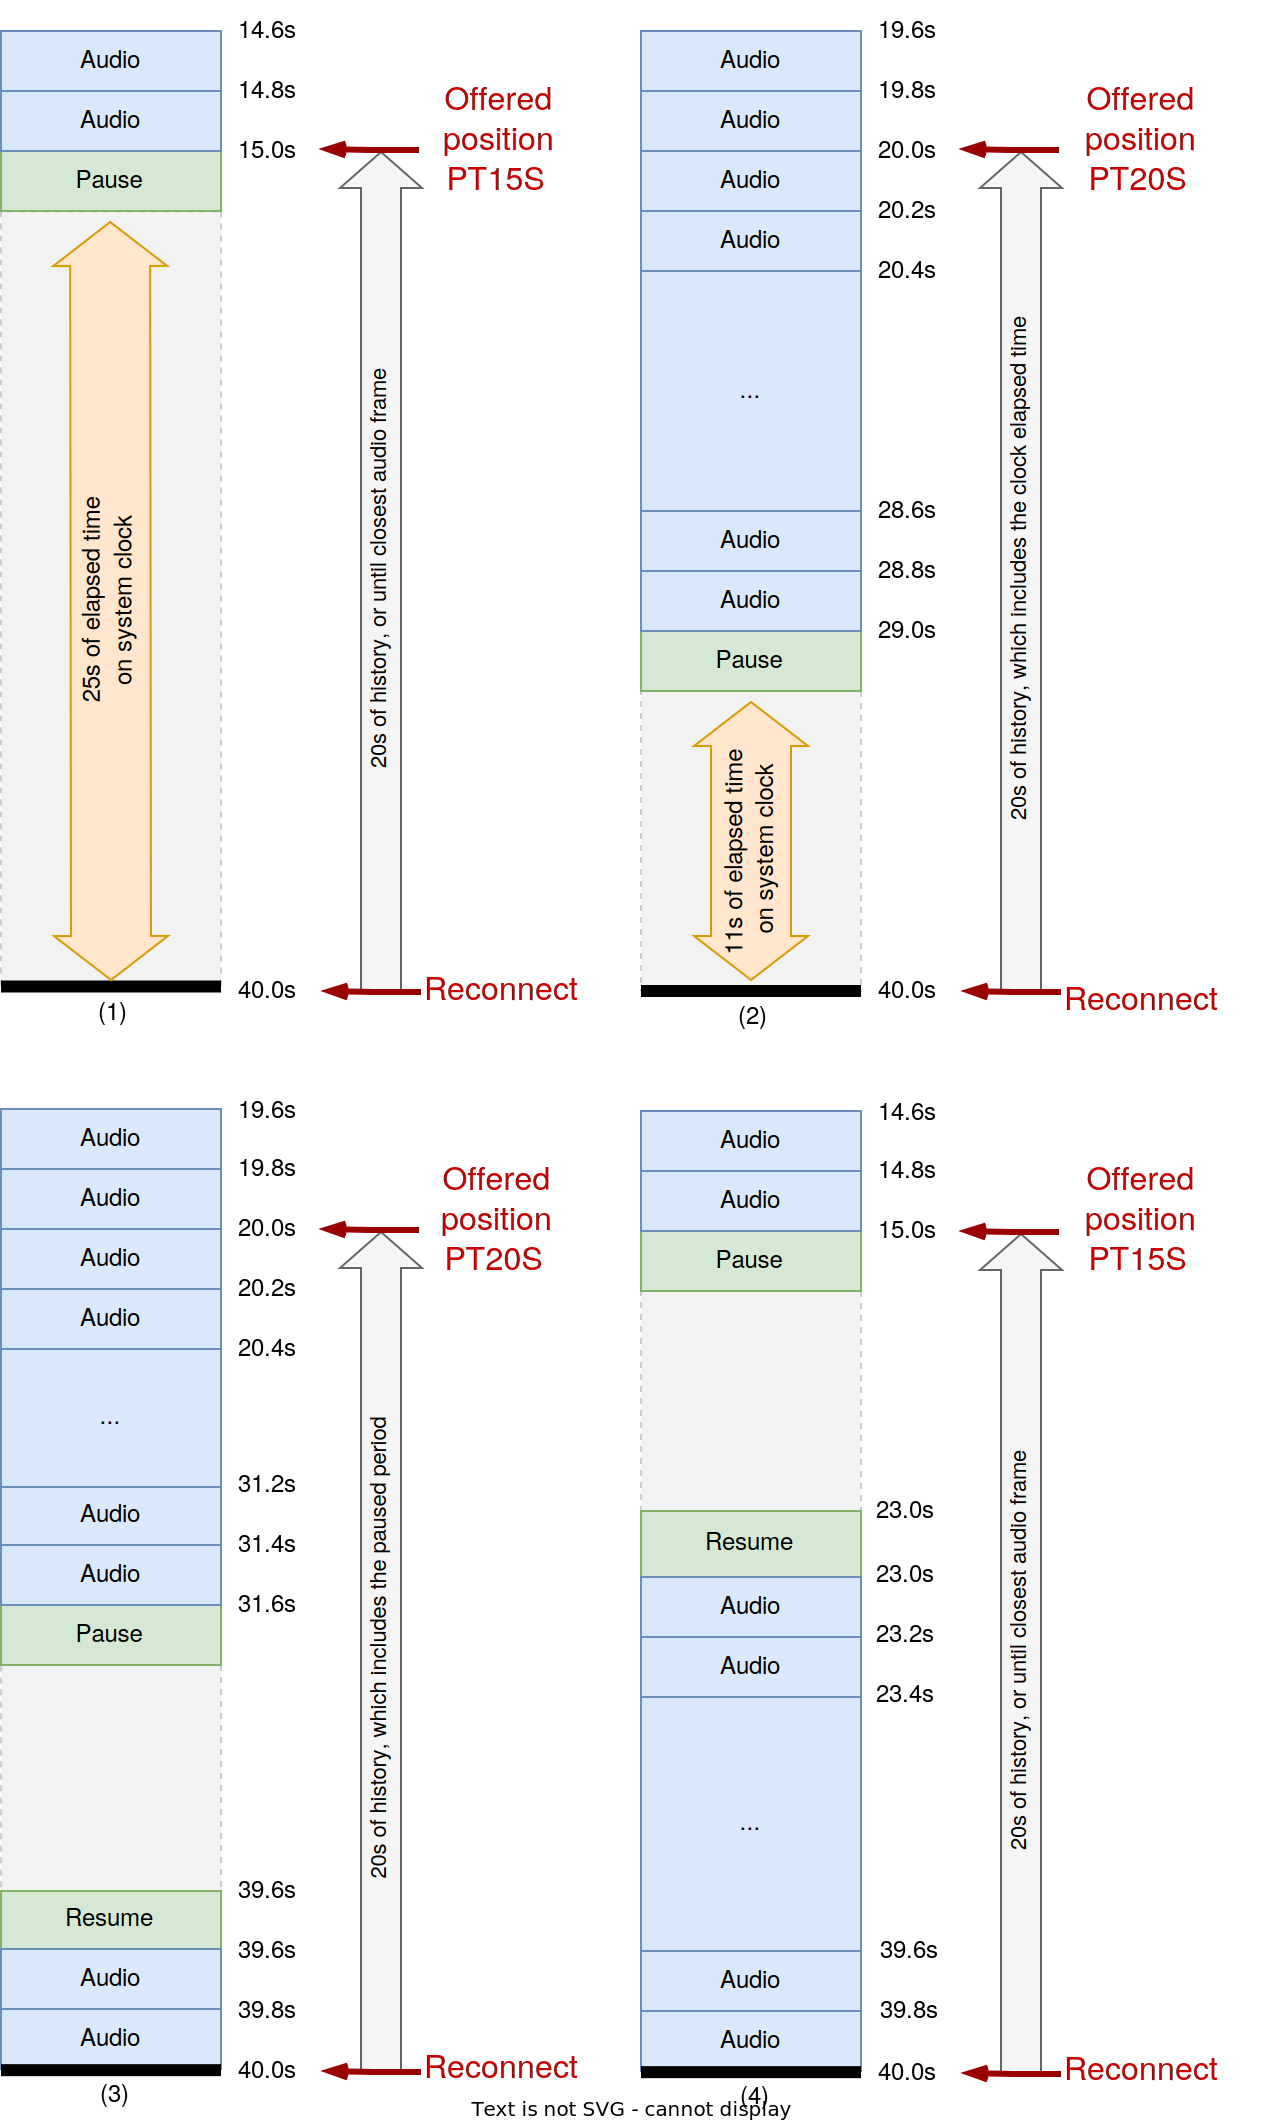 14.6s
Audio
14.8s
Audio
15.0s
Pause
25s of elapsed time
on system clock
40.0s
(1)
Offered
position
PT15S
20s of history, or until closest audio frame
Reconnect
19.6s
Audio
19.8s
Audio
20.0s
Audio
20.2s
Audio
20.4s
...
28.6s
Audio
28.8s
Audio
29.0s
Pause
11s of elapsed time
on system clock
40.0s
(2)
Offered
position
PT20S
20s of history, which includes the clock elapsed time
Reconnect
19.6s
Audio
19.8s
Audio
20.0s
Audio
20.2s
Audio
20.4s
...
31.2s
Audio
31.4s
Audio
31.6s
Pause
39.6s
Resume
39.6s
Audio
39.8s
Audio
40.0s
(3)
Offered
position
PT20S
20s of history, which includes the paused period
Reconnect
14.6s
Audio
14.8s
Audio
15.0s
Pause
23.0s
Resume
23.0s
Audio
23.2s
Audio
23.4s
...
39.6s
Audio
39.8s
Audio
40.0s
(4)
Offered
position
PT15S
20s of history, or until closest audio frame
Reconnect
Text is not SVG - cannot display